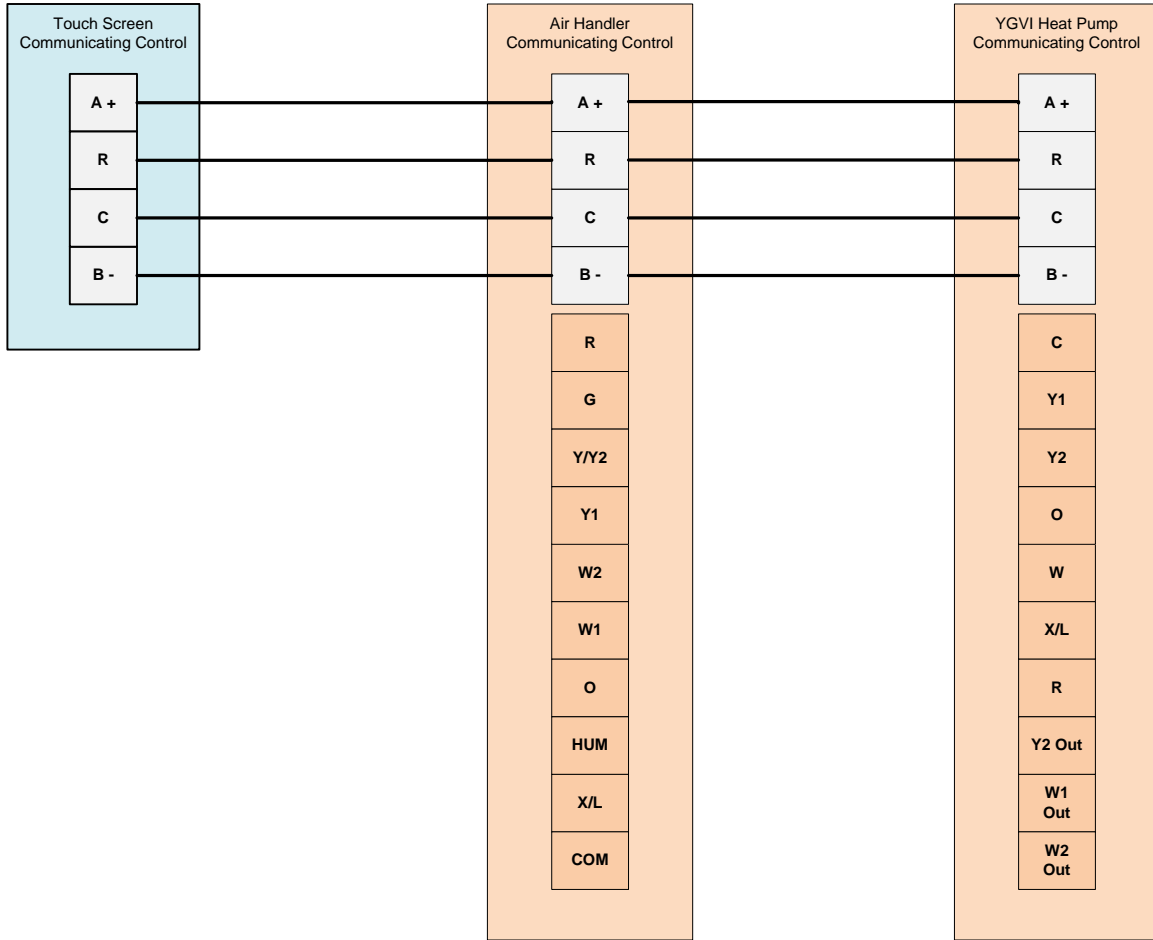 Touch Screen
Communicating Control
A +
R
C
B -
Air Handler
Communicating Control
A +
R
C
B -
R
G
Y/Y2
Y1
W2
W1
O
HUM
X/L
COM
YGVI Heat Pump
Communicating Control
A +
R
C
B -
C
Y1
Y2
O
W
X/L
R
Y2 Out
W1
Out
W2
Out